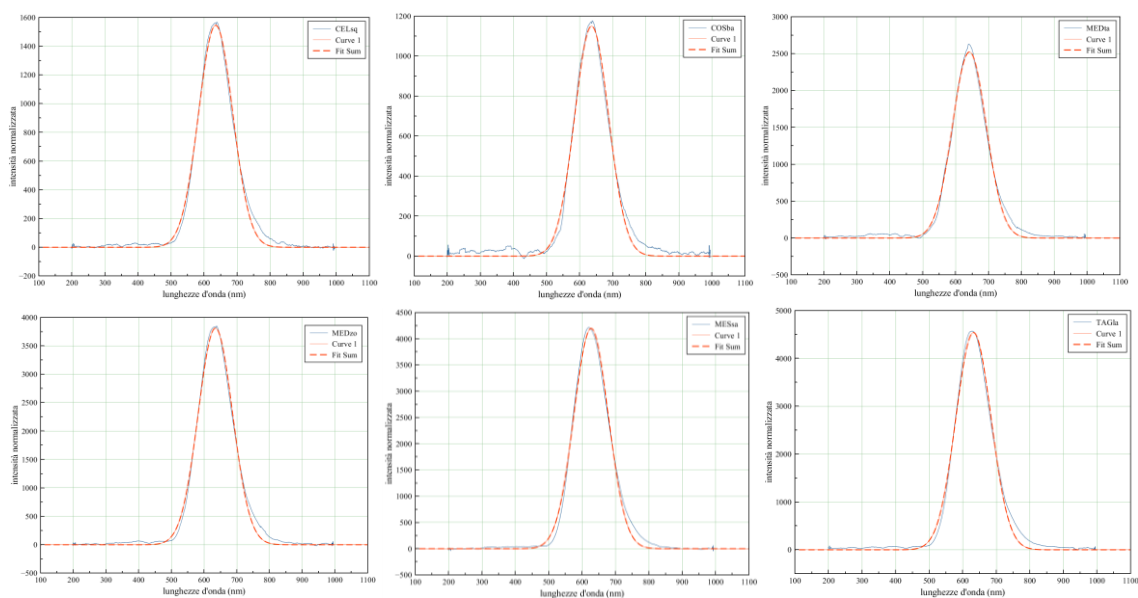 1600
1400
1200
1000
800
600
400
200
0
−200
intensità normalizzata
CELsq
Curve 1
Fit Sum
100 200 300 400 500 600 700 800 900 1000 1100
lunghezze d'onda (nm)
1200
1000
800
600
400
200
0
intensità normalizzata
COSba
Curve 1
Fit Sum
100 200 300 400 500 600 700 800 900 1000 1100
lunghezze d'onda (nm)
3000
2500
2000
1500
1000
500
0
−500
intensità normalizzata
MEDta
Curve 1
Fit Sum
100 200 300 400 500 600 700 800 900 1000 1100
lunghezze d'onda (nm)
4000
3500
3000
2500
2000
1500
1000
500
0
−500
intensità normalizzata
MEDzo
Curve 1
Fit Sum
100 200 300 400 500 600 700 800 900 1000 1100
lunghezze d'onda (nm)
4500
4000
3500
3000
2500
2000
1500
1000
500
0
−500
intensità normalizzata
MESsa
Curve 1
Fit Sum
100 200 300 400 500 600 700 800 900 1000 1100
lunghezze d'onda (nm)
5000
4000
3000
2000
1000
0
intensità normalizzata
TAGla
Curve 1
Fit Sum
100 200 300 400 500 600 700 800 900 1000 1100
lunghezze d'onda (nm)